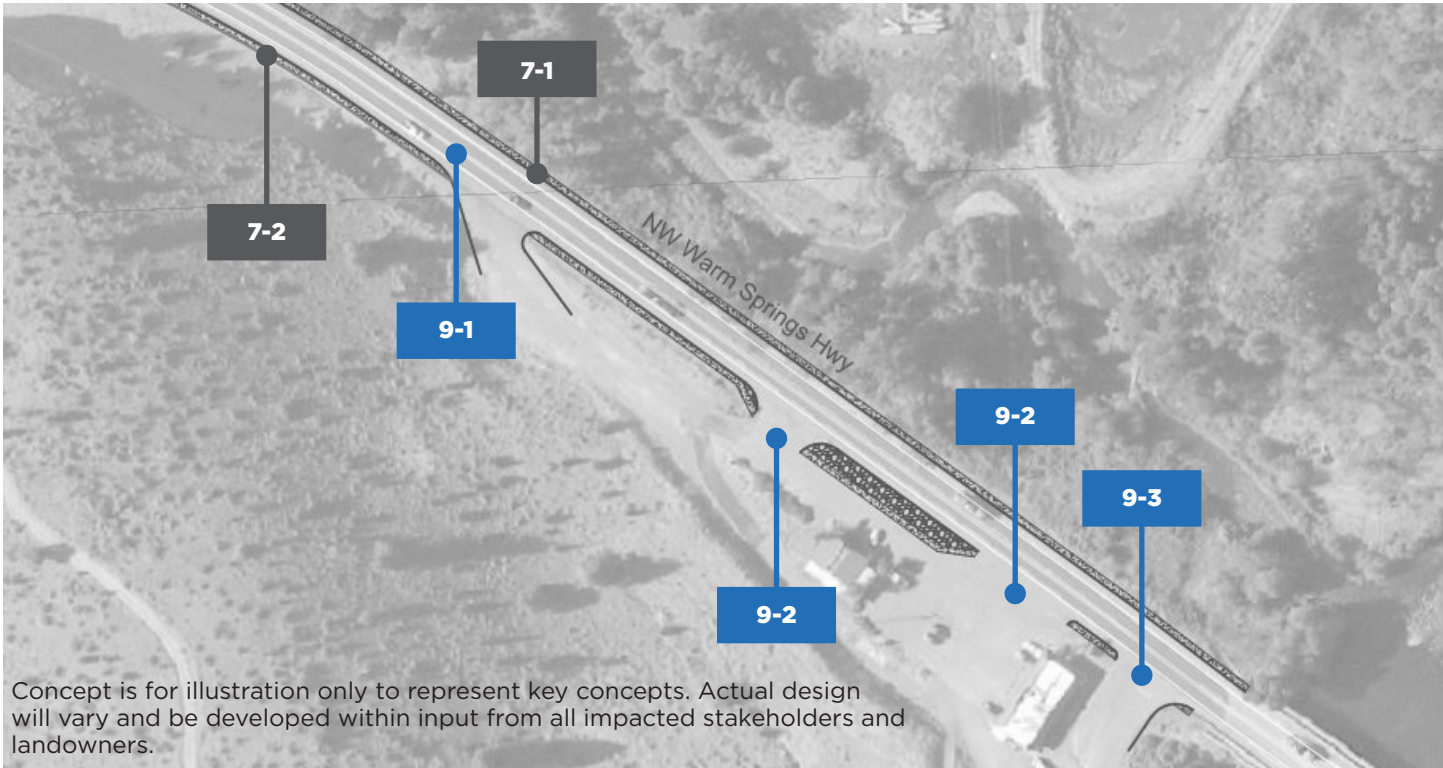 7-1
7-2
NW Warm Springs Hwy
9-1
9-2
9-3
9-2
Concept is for illustration only to represent key concepts. Actual design
will vary and be developed within input from all impacted stakeholders and
landowners.